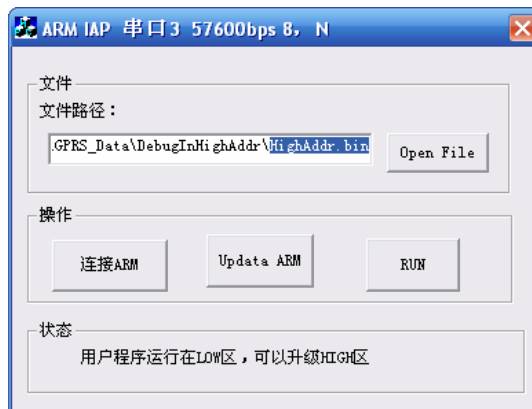 ARM IAP 串口3 57600bps 8, N
文件
文件路径：
.GPRS_Data\DebugInHighAddr\HighAddr.bin
Open File
操作
连接ARM
Updata ARM
RUN
状态
用户程序运行在LOW区，可以升级HIGH区